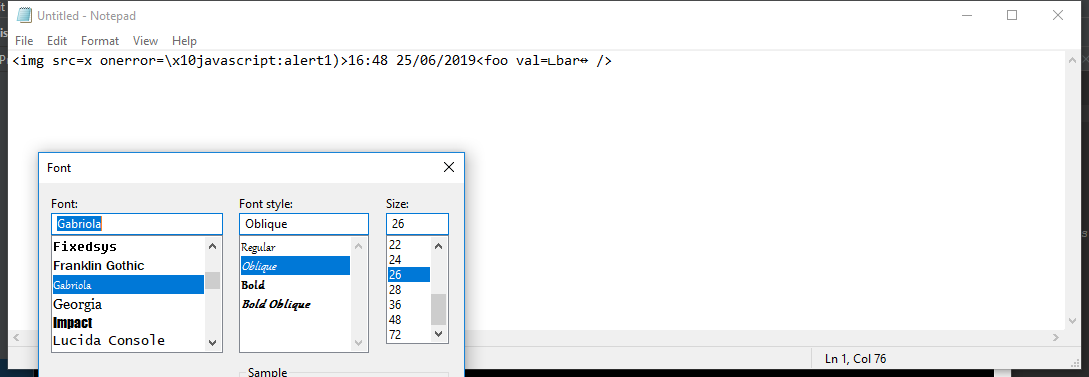 Untitled - Notepad
File Edit Format View Help
<img src=x onerror=\x10javascript:alert1)>16:48 25/06/2019<foo val=∟bar↔ />
Font
Font: Font style: Size:
Gabriola Oblique 26
Fixedsys Regular 22
Franklin Gothic Oblique 24
Gabriola Bold 26
Georgia Bold Oblique 28
Impact 36
Lucida Console 48
72
Ln 1, Col 76
Sample